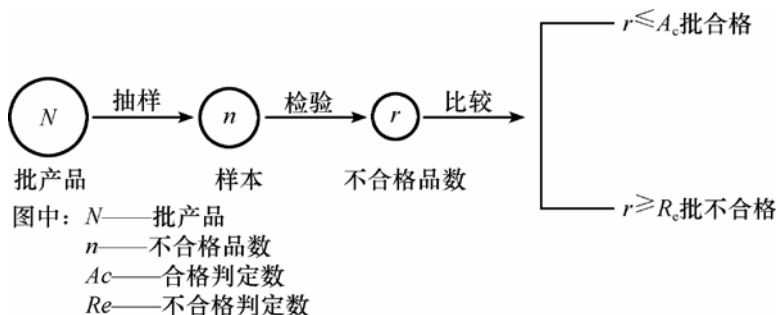 r≤Ac批合格
N
抽样
n
检验
r
比较
批产品
样本
不合格品数
r≥Re批不合格
图中：N——批产品
n——不合格品数
Ac——合格判定数
Re——不合格判定数